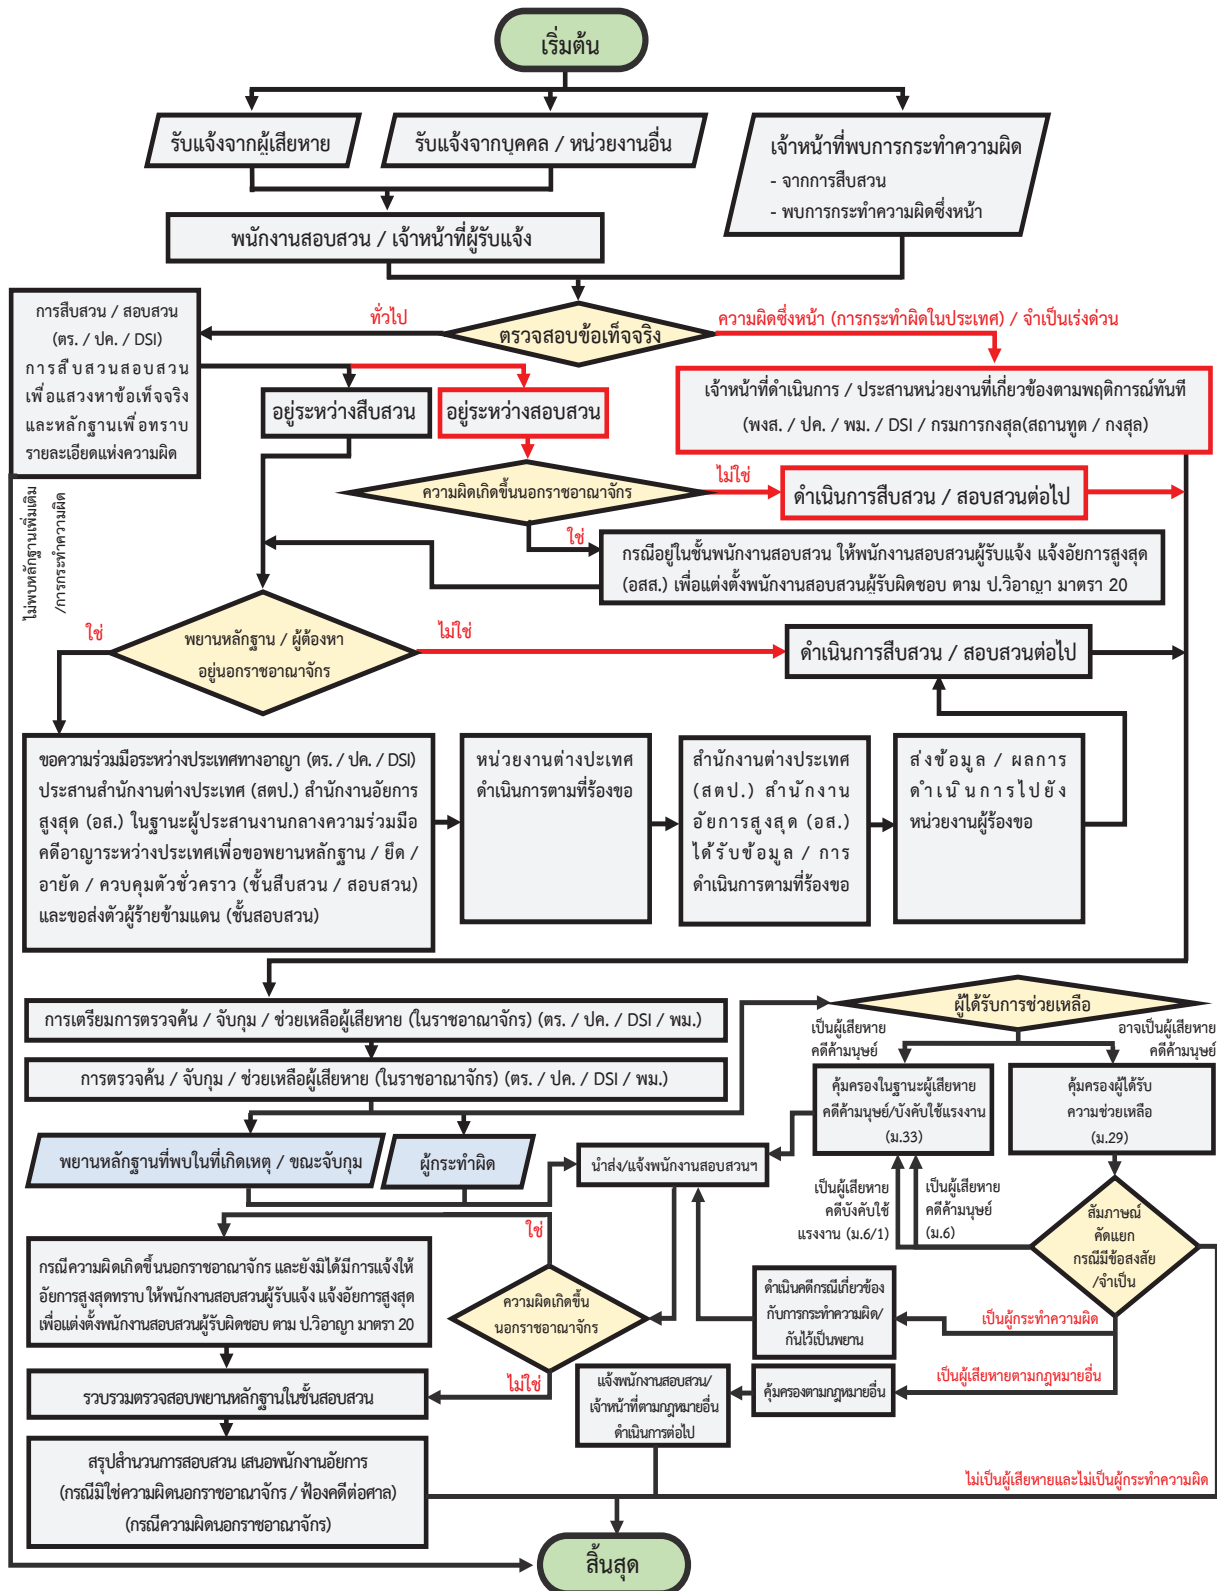 เริ่มต้น
รับแจ้งจากผู้เสียหาย
รับแจ้งจากบุคคล / หน่วยงานอื่น
เจ้าหน้าที่พบการกระทำความผิด
- จากการสืบสวน
- พบการกระทำความผิดซึ่งหน้า
พนักงานสอบสวน / เจ้าหน้าที่ผู้รับแจ้ง
ตรวจสอบข้อเท็จจริง
ทั่วไป
ความผิดซึ่งหน้า (การกระทำผิดในประเทศ) / จำเป็นเร่งด่วน
การสืบสวน / สอบสวน
(ตร. / ปค. / DSI)
การสืบสวนสอบสวน
เพื่อแสวงหาข้อเท็จจริง
และหลักฐานเพื่อทราบ
รายละเอียดแห่งความผิด
อยู่ระหว่างสืบสวน
อยู่ระหว่างสอบสวน
เจ้าหน้าที่ดำเนินการ / ประสานหน่วยงานที่เกี่ยวข้องตามพฤติการณ์ทันที
(พงส. / ปค. / พม. / DSI / กรมการกงสุล(สถานทูต / กงสุล)
ความผิดเกิดขึ้นนอกราชอาณาจักร
ไม่ใช่
ดำเนินการสืบสวน / สอบสวนต่อไป
ใช่
กรณีอยู่ในชั้นพนักงานสอบสวน ให้พนักงานสอบสวนผู้รับแจ้ง แจ้งอัยการสูงสุด
(อสส.) เพื่อแต่งตั้งพนักงานสอบสวนผู้รับผิดชอบ ตาม ป.วิอาญา มาตรา 20
ไม่พบหลักฐานเพิ่มเติม
/การกระทำความผิด
ใช่
พยานหลักฐาน / ผู้ต้องหา
อยู่นอกราชอาณาจักร
ไม่ใช่
ดำเนินการสืบสวน / สอบสวนต่อไป
ขอความร่วมมือระหว่างประเทศทางอาญา (ตร. / ปค. / DSI)
ประสานสำนักงานต่างประเทศ (สตป.) สำนักงานอัยการ
สูงสุด (อส.) ในฐานะผู้ประสานงานกลางความร่วมมือ
คดีอาญาระหว่างประเทศเพื่อขอพยานหลักฐาน / ยึด /
อายัด / ควบคุมตัวชั่วคราว (ชั้นสืบสวน / สอบสวน)
และขอส่งตัวผู้ร้ายข้ามแดน (ชั้นสอบสวน)
หน่วยงานต่างปะเทศ
ดำเนินการตามที่ร้องขอ
สำนักงานต่างประเทศ
(สตป.) สำนักงาน
อัยการสูงสุด (อส.)
ได้รับข้อมูล / การ
ดำเนินการตามที่ร้องขอ
ส่งข้อมูล / ผลการ
ดำเนินการไปยัง
หน่วยงานผู้ร้องขอ
การเตรียมการตรวจค้น / จับกุม / ช่วยเหลือผู้เสียหาย (ในราชอาณาจักร) (ตร. / ปค. / DSI / พม.)
การตรวจค้น / จับกุม / ช่วยเหลือผู้เสียหาย (ในราชอาณาจักร) (ตร. / ปค. / DSI / พม.)
ผู้ได้รับการช่วยเหลือ
เป็นผู้เสียหาย
คดีค้ามนุษย์
อาจเป็นผู้เสียหาย
คดีค้ามนุษย์
คุ้มครองในฐานะผู้เสียหาย
คดีค้ามนุษย์/บังคับใช้แรงงาน
(ม.33)
คุ้มครองผู้ได้รับ
ความช่วยเหลือ
(ม.29)
พยานหลักฐานที่พบในที่เกิดเหตุ / ขณะจับกุม
ผู้กระทำผิด
นำส่ง/แจ้งพนักงานสอบสวนฯ
เป็นผู้เสียหาย
คดีบังคับใช้
แรงงาน (ม.6/1)
เป็นผู้เสียหาย
คดีค้ามนุษย์
(ม.6)
สัมภาษณ์
คัดแยก
กรณีมีข้อสงสัย
/จำเป็น
ใช่
กรณีความผิดเกิดขึ้นนอกราชอาณาจักร และยังมิได้มีการแจ้งให้
อัยการสูงสุดทราบ ให้พนักงานสอบสวนผู้รับแจ้ง แจ้งอัยการสูงสุด
เพื่อแต่งตั้งพนักงานสอบสวนผู้รับผิดชอบ ตาม ป.วิอาญา มาตรา 20
ความผิดเกิดขึ้น
นอกราชอาณาจักร
ดำเนินคดีกรณีเกี่ยวข้อง
กับการกระทำความผิด/
กันไว้เป็นพยาน
เป็นผู้กระทำความผิด
ไม่ใช่
รวบรวมตรวจสอบพยานหลักฐานในชั้นสอบสวน
แจ้งพนักงานสอบสวน/
เจ้าหน้าที่ตามกฎหมายอื่น
ดำเนินการต่อไป
คุ้มครองตามกฎหมายอื่น
เป็นผู้เสียหายตามกฎหมายอื่น
สรุปสำนวนการสอบสวน เสนอพนักงานอัยการ
(กรณีมิใช่ความผิดนอกราชอาณาจักร / ฟ้องคดีต่อศาล)
(กรณีความผิดนอกราชอาณาจักร)
ไม่เป็นผู้เสียหายและไม่เป็นผู้กระทำความผิด
สิ้นสุด